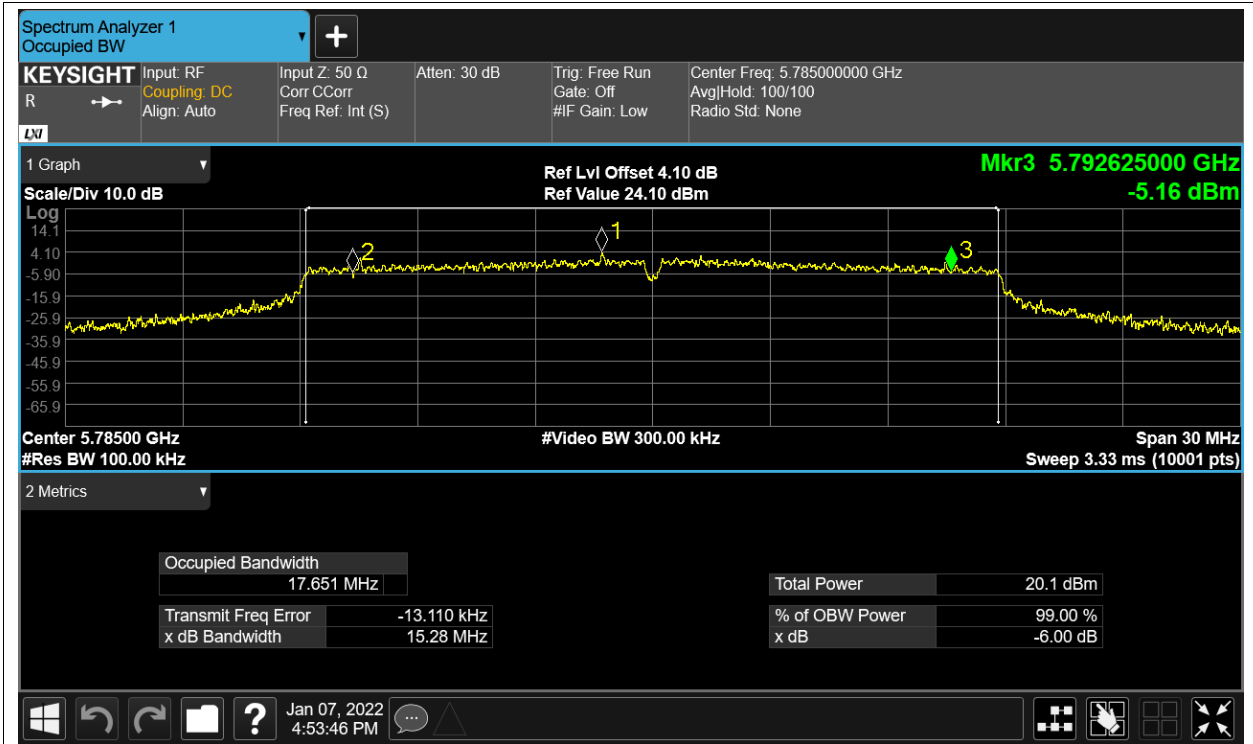 Spectrum Analyzer 1
Occupied BW
KEYSIGHT
R
LXI
Input: RF
Coupling: DC
Align: Auto
Input Z: 50 Ω
Corr CCorr
Freq Ref: Int (S)
Atten: 30 dB
Trig: Free Run
Gate: Off
#IF Gain: Low
Center Freq: 5.785000000 GHz
Avg|Hold: 100/100
Radio Std: None
1 Graph
Scale/Div 10.0 dB
Ref Lvl Offset 4.10 dB
Ref Value 24.10 dBm
Mkr3 5.792625000 GHz
-5.16 dBm
Log
14.1
4.10
-5.90
-15.9
-25.9
-35.9
-45.9
-55.9
-65.9
1
2
3
Center 5.78500 GHz
#Res BW 100.00 kHz
#Video BW 300.00 kHz
Span 30 MHz
Sweep 3.33 ms (10001 pts)
2 Metrics
Occupied Bandwidth
17.651 MHz
Transmit Freq Error -13.110 kHz
x dB Bandwidth 15.28 MHz
Total Power 20.1 dBm
% of OBW Power 99.00 %
x dB -6.00 dB
?
Jan 07, 2022
4:53:46 PM